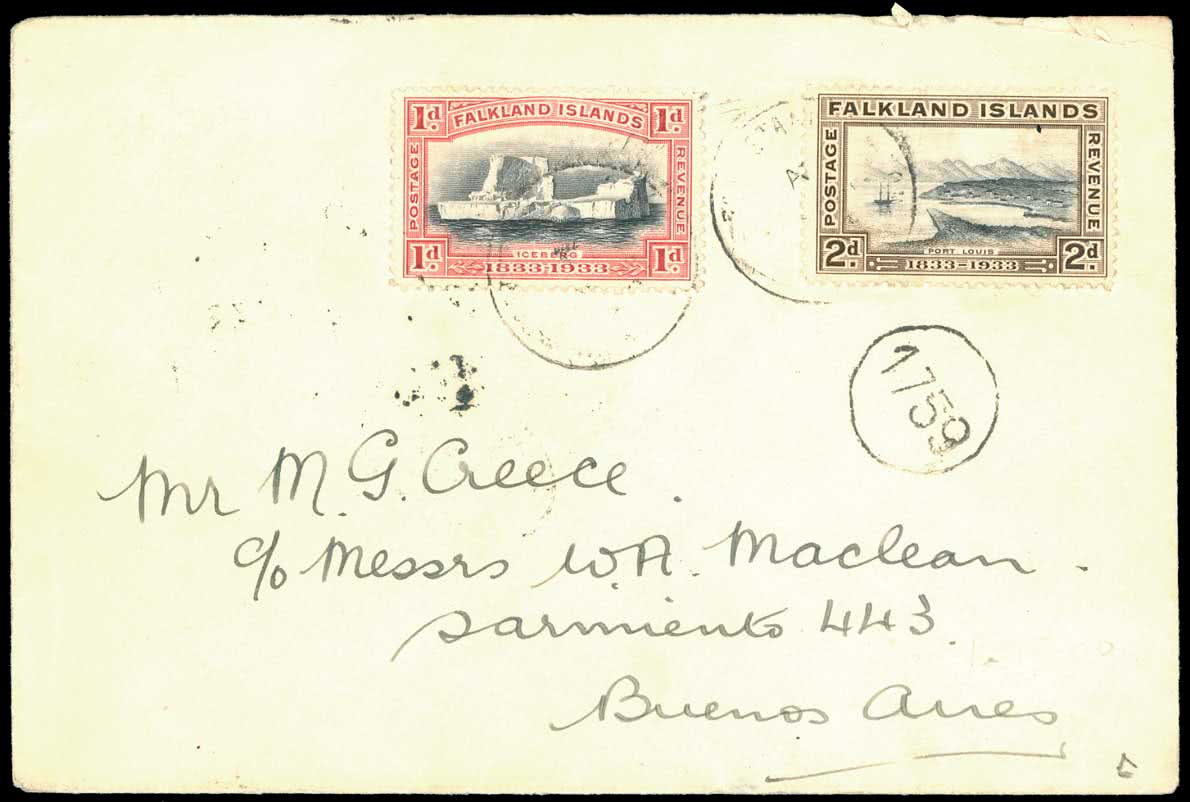 1d. FALKLAND ISLANDS 1d.
POSTAGE
REVENUE
ICEBERG
1d. 1833-1933 1d.
FALKLAND ISLANDS
POSTAGE
REVENUE
PORT LOUIS
2d. 1833-1933 2d.
1759
Mr M. G. Creece.
c/o Messrs W.A. Maclean.
Sarmiento 443.
Buenos Aires